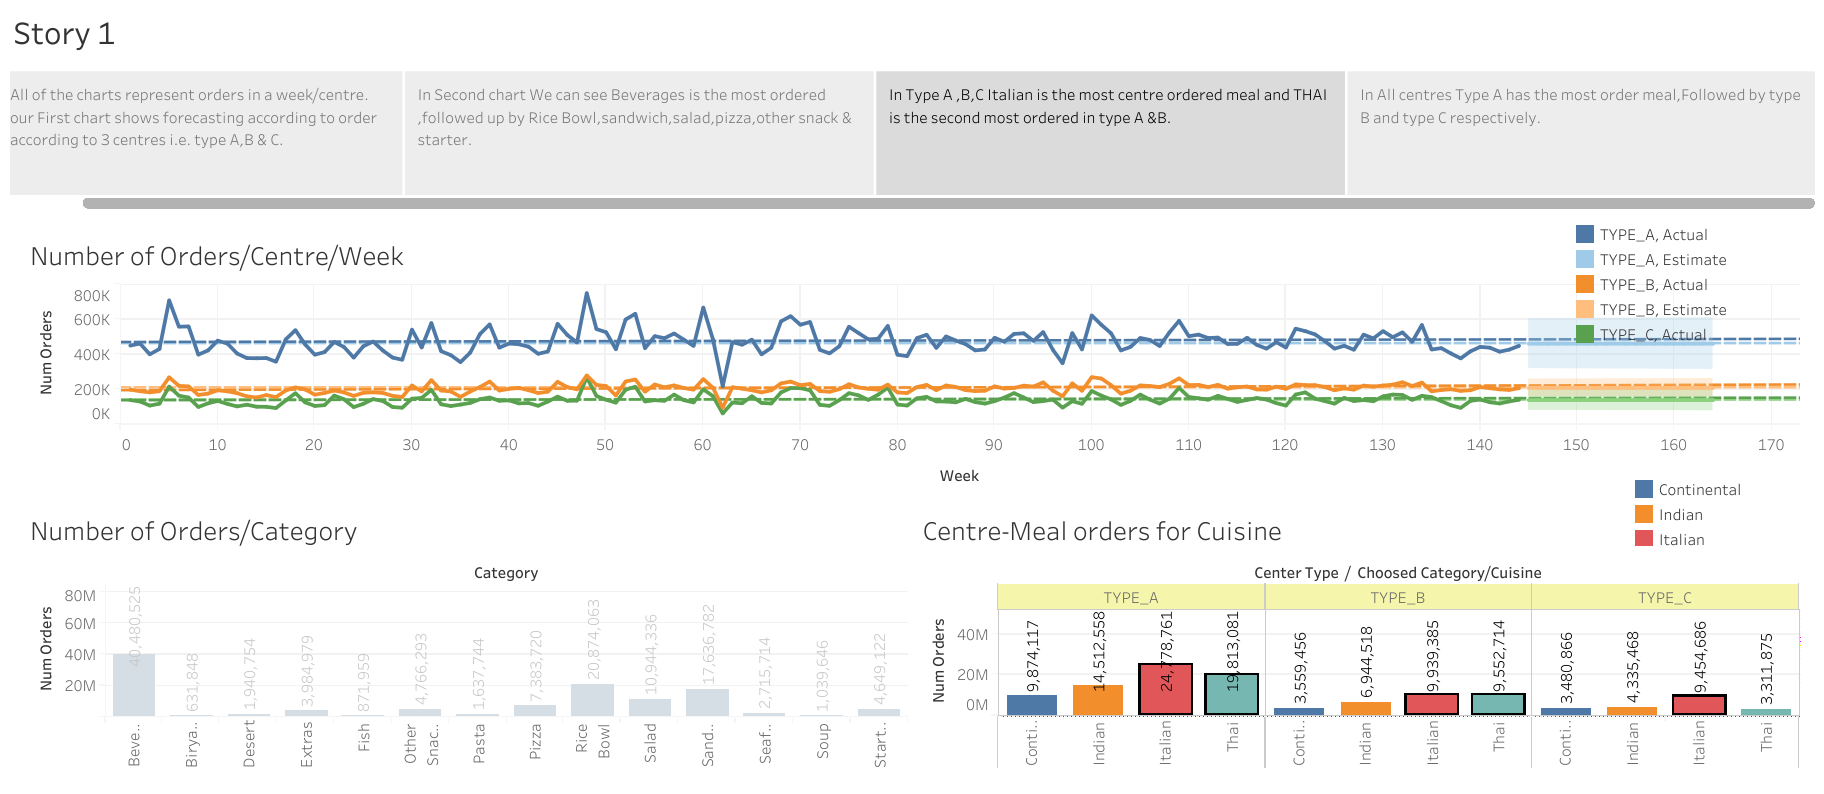 Story 1
All of the charts represent orders in a week/centre.
our First chart shows forecasting according to order
according to 3 centres i.e. type A,B & C.
In Second chart We can see Beverages is the most ordered
,followed up by Rice Bowl,sandwich,salad,pizza,other snack &
starter.
In Type A ,B,C Italian is the most centre ordered meal and THAI
is the second most ordered in type A &B.
In All centres Type A has the most order meal,Followed by type
B and type C respectively.
Number of Orders/Centre/Week
TYPE_A, Actual
TYPE_A, Estimate
TYPE_B, Actual
TYPE_B, Estimate
TYPE_C, Actual
Num Orders
800K
600K
400K
200K
0K
0 10 20 30 40 50 60 70 80 90 100 110 120 130 140 150 160 170
Week
Continental
Indian
Italian
Number of Orders/Category
Category
Num Orders
80M
60M
40M
20M
40,480,525
631,848
1,940,754
3,984,979
871,959
4,766,293
1,637,744
7,383,720
20,874,063
10,944,336
17,636,782
2,715,714
1,039,646
4,649,122
Beve..
Birya..
Desert
Extras
Fish
Other
Snac..
Pasta
Pizza
Rice
Bowl
Salad
Sand..
Seaf..
Soup
Start..
Centre-Meal orders for Cuisine
Center Type / Choosed Category/Cuisine
TYPE_A TYPE_B TYPE_C
Num Orders
40M
20M
0M
9,874,117
14,512,558
24,778,761
19,813,081
3,559,456
6,944,518
9,939,385
9,552,714
3,480,866
4,335,468
9,454,686
3,311,875
Conti..
Indian
Italian
Thai
Conti..
Indian
Italian
Thai
Conti..
Indian
Italian
Thai